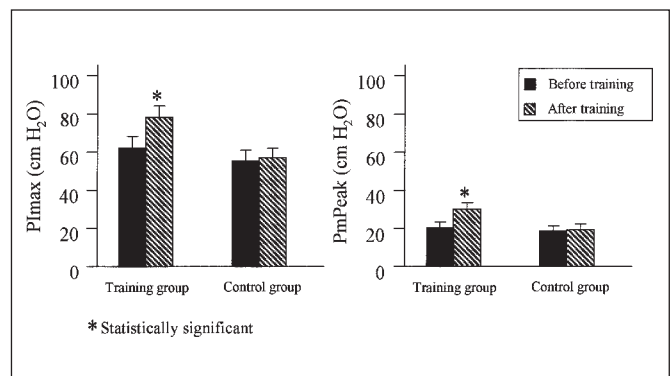 PImax (cm H₂O)
100
80
60
40
20
0
*
Training group
Control group
PmPeak (cm H₂O)
100
80
60
40
20
0
*
Training group
Control group
Before training
After training
* Statistically significant